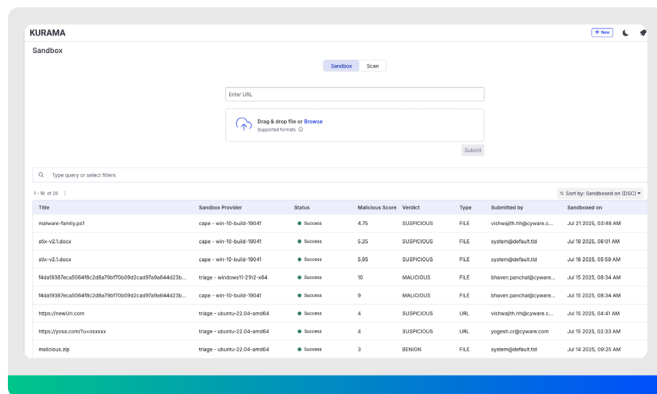 KURAMA
+ New
Sandbox
Sandbox Scan
Enter URL
Drag & drop file or Browse
Supported formats
Submit
Type query or select filters
1-10 of 26
Sort by: Sandboxed on (DSC)
Title Sandbox Provider Status Malicious Score Verdict Type Submitted by Sandboxed on
malware-family.ps1 cape - win-10-build-19041 Success 4.75 SUSPICIOUS FILE vishwajith.hh@cyware.c... Jul 21 2025, 03:48 AM
stix-v2.1.docx cape - win-10-build-19041 Success 5.25 SUSPICIOUS FILE system@default.tld Jul 18 2025, 06:01 AM
stix-v2.1.docx cape - win-10-build-19041 Success 5.95 SUSPICIOUS FILE system@default.tld Jul 18 2025, 05:59 AM
triage - windows11-21h2-x64 Success 10 MALICIOUS FILE bhaven.panchal@cyware... Jul 15 2025, 08:34 AM
cape - win-10-build-19041 Success 9 MALICIOUS FILE bhaven.panchal@cyware... Jul 15 2025, 08:34 AM
https://newUrl.com triage - ubuntu-22.04-amd64 Success 4 SUSPICIOUS URL vishwajith.hh@cyware.c... Jul 15 2025, 04:41 AM
triage - ubuntu-22.04-amd64 Success 4 SUSPICIOUS URL yogesh.cr@cyware.com Jul 15 2025, 02:33 AM
malicious.zip triage - ubuntu-22.04-amd64 Success 3 BENIGN FILE system@default.tld Jul 14 2025, 09:25 AM